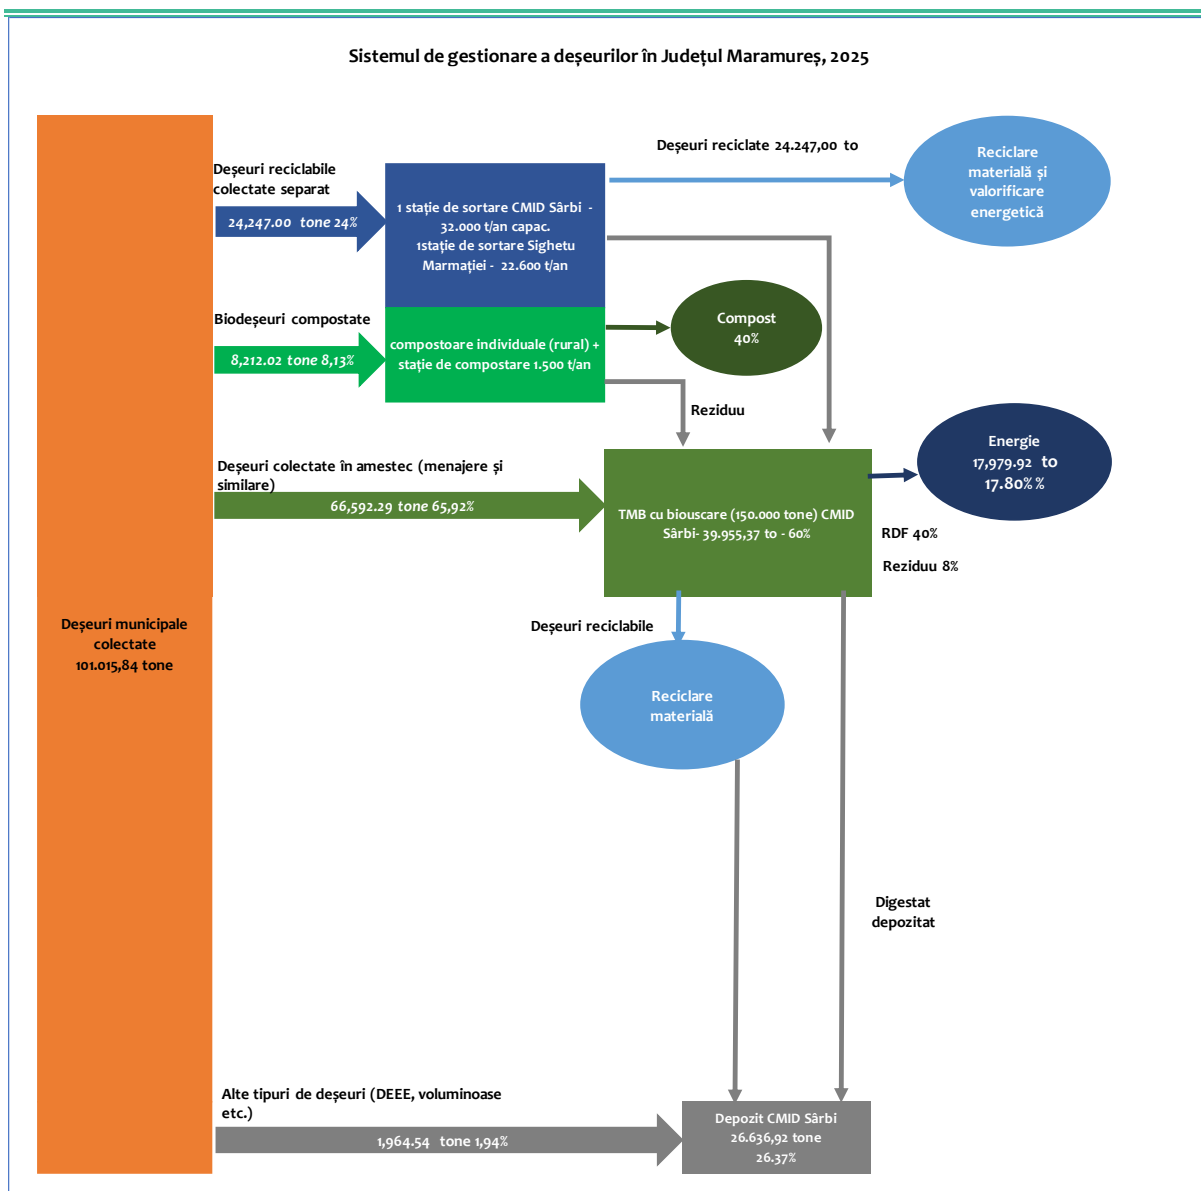 Sistemul de gestionare a deșeurilor în Județul Maramureș, 2025
Deșeuri municipale
colectate
101.015,84 tone
Deșeuri reciclabile
colectate separat
24,247.00 tone 24%
1 stație de sortare CMID Sârbi -
32.000 t/an capac.
1stație de sortare Sighetu
Marmației - 22.600 t/an
Deșeuri reciclate 24.247,00 to
Reciclare
materială și
valorificare
energetică
Biodeșeuri compostate
8,212.02 tone 8,13%
compostoare individuale (rural) +
stație de compostare 1.500 t/an
Compost
40%
Reziduu
Deșeuri colectate în amestec (menajere și
similare)
66,592.29 tone 65,92%
TMB cu biouscare (150.000 tone) CMID
Sârbi- 39.955,37 to - 60%
Energie
17,979.92 to
17.80% %
RDF 40%
Reziduu 8%
Deșeuri reciclabile
Reciclare
materială
Digestat
depozitat
Alte tipuri de deșeuri (DEEE, voluminoase
etc.)
1,964.54 tone 1,94%
Depozit CMID Sârbi
26.636,92 tone
26.37%